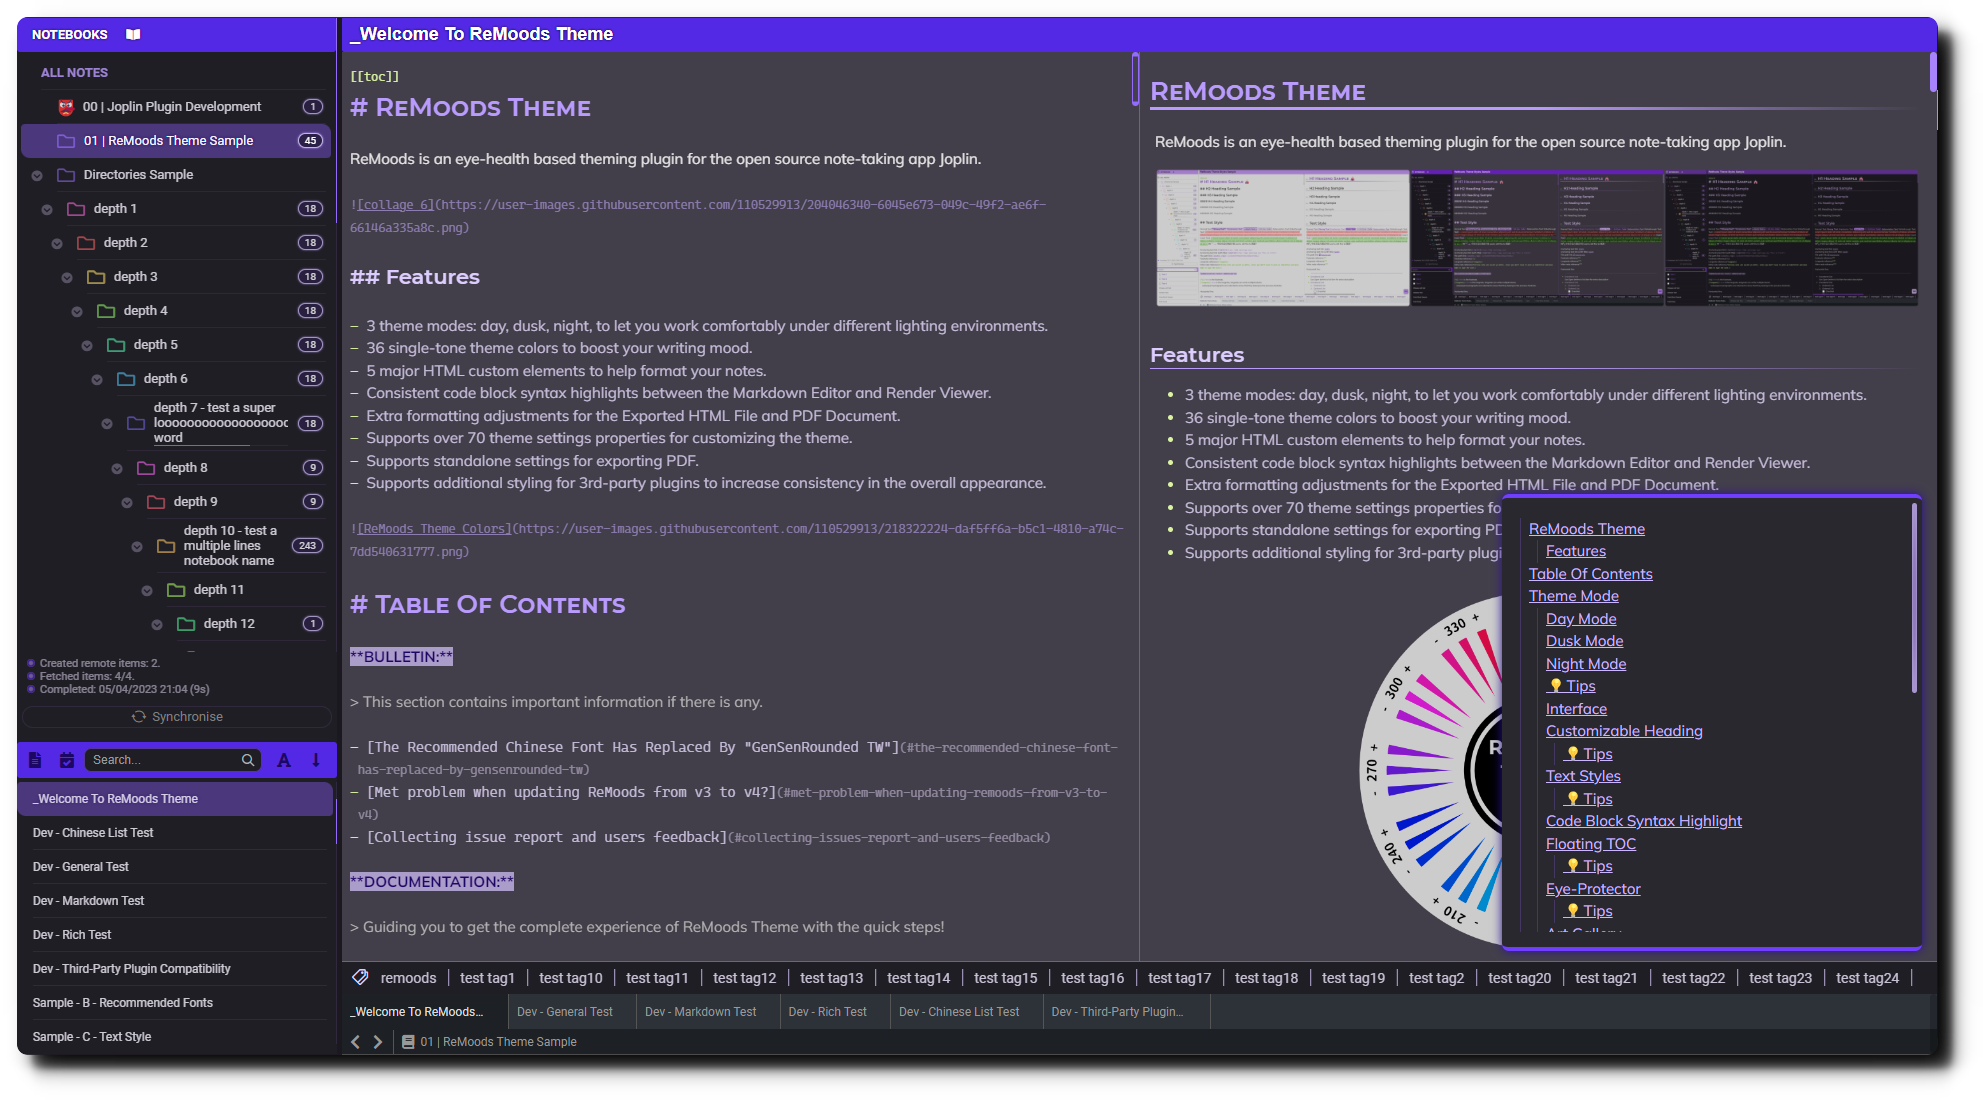 NOTEBOOKS
ALL NOTES
00 | Joplin Plugin Development 1
01 | ReMoods Theme Sample 45
Directories Sample
depth 1 18
depth 2 18
depth 3 18
depth 4 18
depth 5 18
depth 6 18
depth 7 - test a super
looooooooooooooooo
word 18
depth 8 9
depth 9 9
depth 10 - test a
multiple lines
notebook name 243
depth 11
depth 12 1
Created remote items: 2.
Fetched items: 4/4.
Completed: 05/04/2023 21:04 (9s)
Synchronise
Search...
A
_Welcome To ReMoods Theme
Dev - Chinese List Test
Dev - General Test
Dev - Markdown Test
Dev - Rich Test
Dev - Third-Party Plugin Compatibility
Sample - B - Recommended Fonts
Sample - C - Text Style
_Welcome To ReMoods Theme
[[toc]]
# ReMoods Theme
ReMoods is an eye-health based theming plugin for the open source note-taking app Joplin.
![collage 6](https://user-images.githubusercontent.com/110529913/204046340-6045e673-049c-49f2-ae6f-
66146a335a8c.png)
## Features
– 3 theme modes: day, dusk, night, to let you work comfortably under different lighting environments.
– 36 single-tone theme colors to boost your writing mood.
– 5 major HTML custom elements to help format your notes.
– Consistent code block syntax highlights between the Markdown Editor and Render Viewer.
– Extra formatting adjustments for the Exported HTML File and PDF Document.
– Supports over 70 theme settings properties for customizing the theme.
– Supports standalone settings for exporting PDF.
– Supports additional styling for 3rd-party plugins to increase consistency in the overall appearance.
![ReMoods Theme Colors](https://user-images.githubusercontent.com/110529913/218322224-daf5ff6a-b5c1-4810-a74c-
7dd540631777.png)
# Table Of Contents
**BULLETIN:**
> This section contains important information if there is any.
– [The Recommended Chinese Font Has Replaced By "GenSenRounded TW"](#the-recommended-chinese-font-
has-replaced-by-gensenrounded-tw)
– [Met problem when updating ReMoods from v3 to v4?](#met-problem-when-updating-remoods-from-v3-to-
v4)
– [Collecting issue report and users feedback](#collecting-issues-report-and-users-feedback)
**DOCUMENTATION:**
> Guiding you to get the complete experience of ReMoods Theme with the quick steps!
ReMoods Theme
ReMoods is an eye-health based theming plugin for the open source note-taking app Joplin.
Features
• 3 theme modes: day, dusk, night, to let you work comfortably under different lighting environments.
• 36 single-tone theme colors to boost your writing mood.
• 5 major HTML custom elements to help format your notes.
• Consistent code block syntax highlights between the Markdown Editor and Render Viewer.
• Extra formatting adjustments for the Exported HTML File and PDF Document.
• Supports over 70 theme settings properties fo
• Supports standalone settings for exporting PD
• Supports additional styling for 3rd-party plugi
- 330 +
- 300 +
- 270 +
- 240 +
- 210 +
R
ReMoods Theme
Features
Table Of Contents
Theme Mode
Day Mode
Dusk Mode
Night Mode
💡 Tips
Interface
Customizable Heading
💡 Tips
Text Styles
💡 Tips
Code Block Syntax Highlight
Floating TOC
💡 Tips
Eye-Protector
💡 Tips
Art Gallery
remoods | test tag1 | test tag10 | test tag11 | test tag12 | test tag13 | test tag14 | test tag15 | test tag16 | test tag17 | test tag18 | test tag19 | test tag2 | test tag20 | test tag21 | test tag22 | test tag23 | test tag24 |
_Welcome To ReMoods... Dev - General Test Dev - Markdown Test Dev - Rich Test Dev - Chinese List Test Dev - Third-Party Plugin...
01 | ReMoods Theme Sample